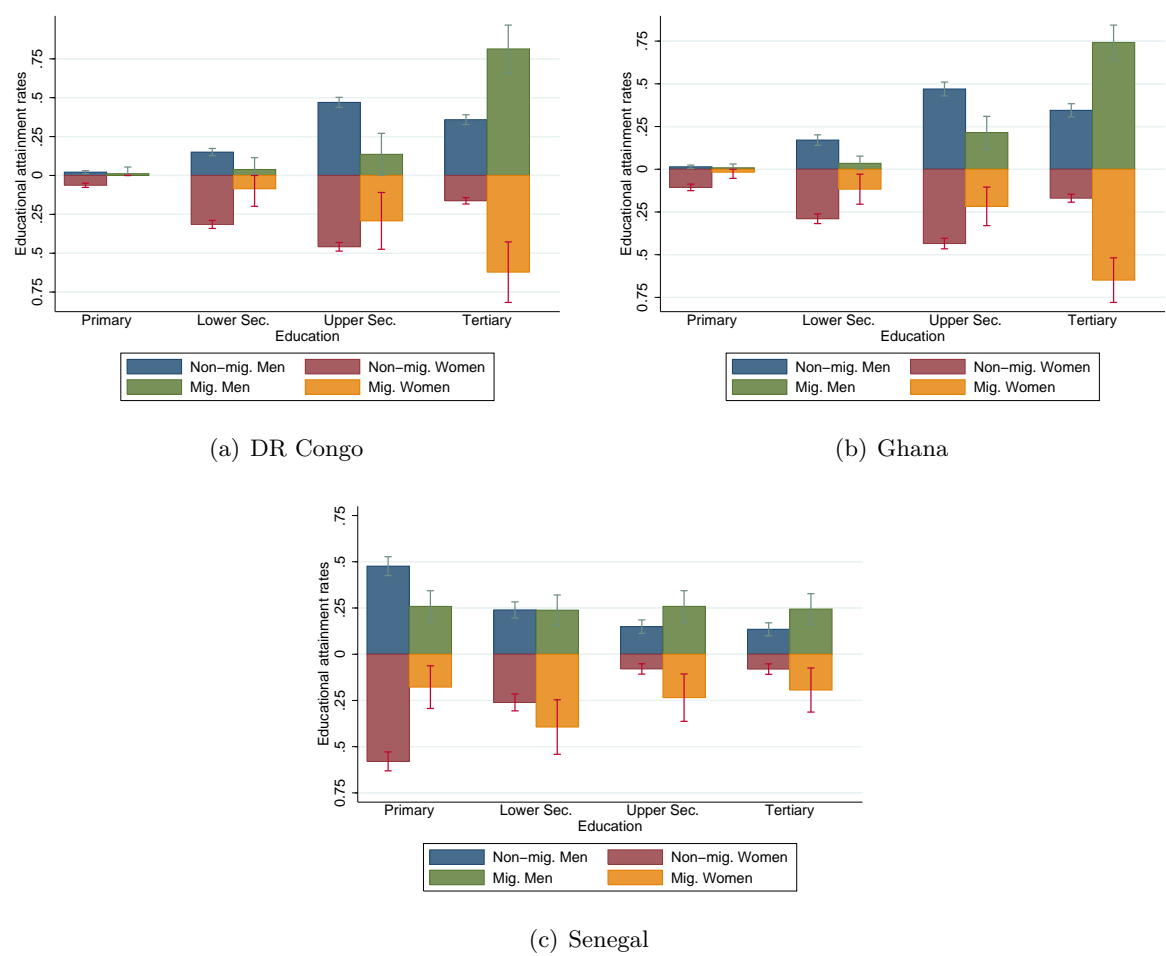 Educational attainment rates
.75
.5
.25
0
.25
.5
0.75
Primary Lower Sec. Upper Sec. Tertiary
Education
Non−mig. Men Non−mig. Women
Mig. Men Mig. Women
(a) DR Congo
Educational attainment rates
.75
.5
.25
0
.25
.5
0.75
Primary Lower Sec. Upper Sec. Tertiary
Education
Non−mig. Men Non−mig. Women
Mig. Men Mig. Women
(b) Ghana
Educational attainment rates
.75
.5
.25
0
.25
.5
0.75
Primary Lower Sec. Upper Sec. Tertiary
Education
Non−mig. Men Non−mig. Women
Mig. Men Mig. Women
(c) Senegal